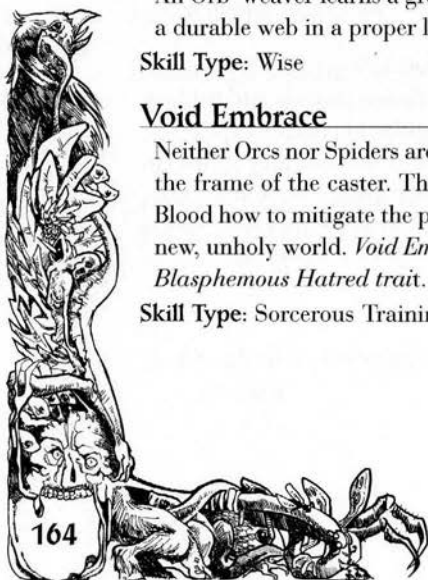 An Orb-weaver learns a gr
a durable web in a proper l
Skill Type: Wise
Void Embrace
Neither Orcs nor Spiders are
the frame of the caster. Th
Blood how to mitigate the p
new, unholy world. Void Em
Blasphemous Hatred trait.
Skill Type: Sorcerous Trainin
164